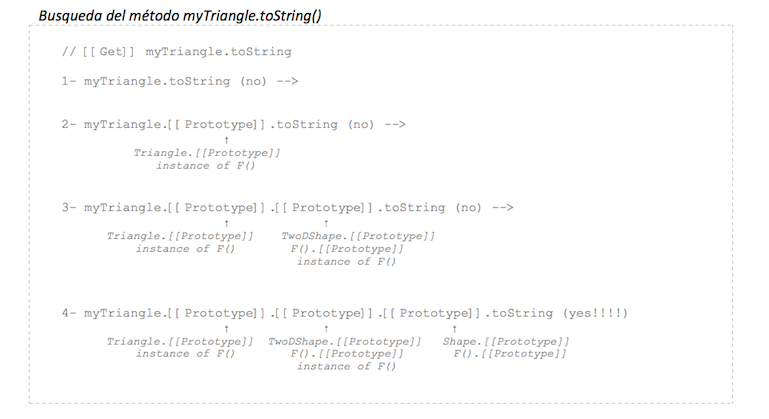 Busqueda del método myTriangle.toString()
// [[ Get]] myTriangle.toString
1- myTriangle.toString (no) -->
2- myTriangle.[[ Prototype]] .toString (no) -->
↑
Triangle.[[Prototype]]
instance of F()
3- myTriangle.[[ Prototype]] .[[ Prototype]] .toString (no) -->
↑ ↑
Triangle.[[Prototype]] TwoDShape.[[Prototype]]
instance of F() F().[[Prototype]]
instance of F()
4- myTriangle.[[ Prototype]] .[[ Prototype]] .[[ Prototype]] .toString (yes!!!!)
↑ ↑ ↑
Triangle.[[Prototype]] TwoDShape.[[Prototype]] Shape.[[Prototype]]
instance of F() F().[[Prototype]] F().[[Prototype]]
instance of F()